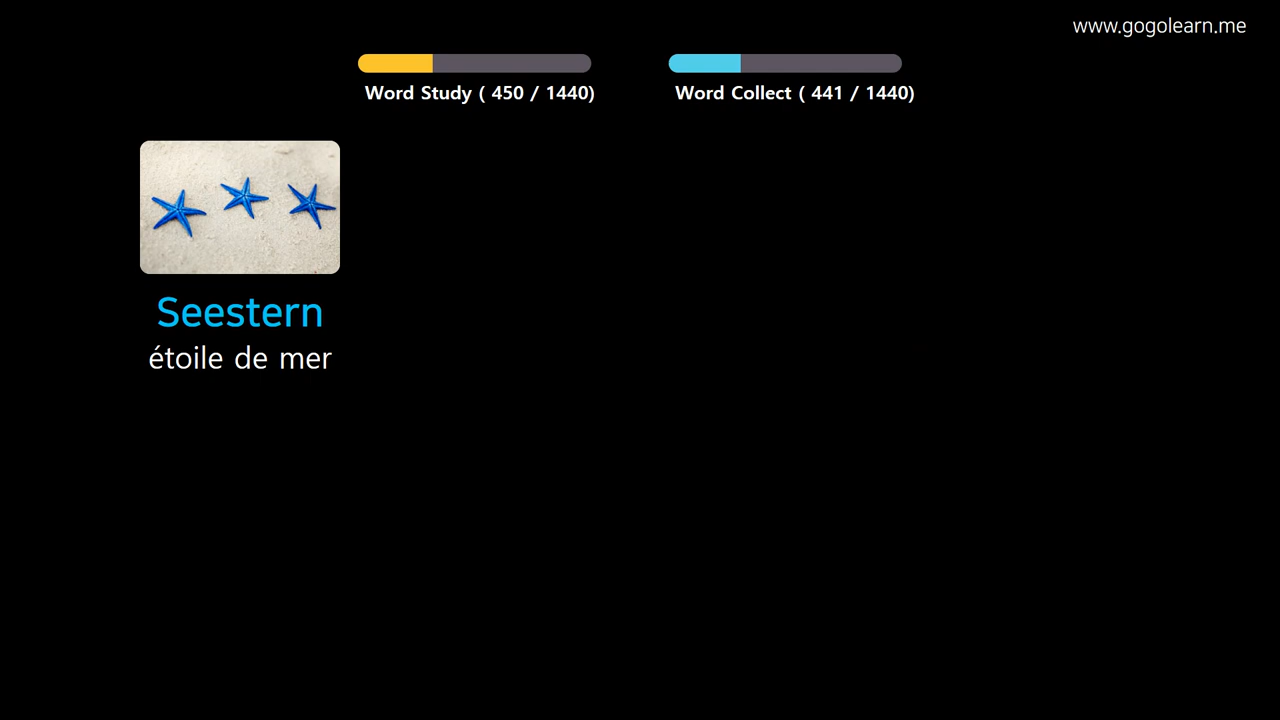 www.gogolearn.me
Word Study ( 450 / 1440)
Word Collect ( 441 / 1440)
Seestern
étoile de mer